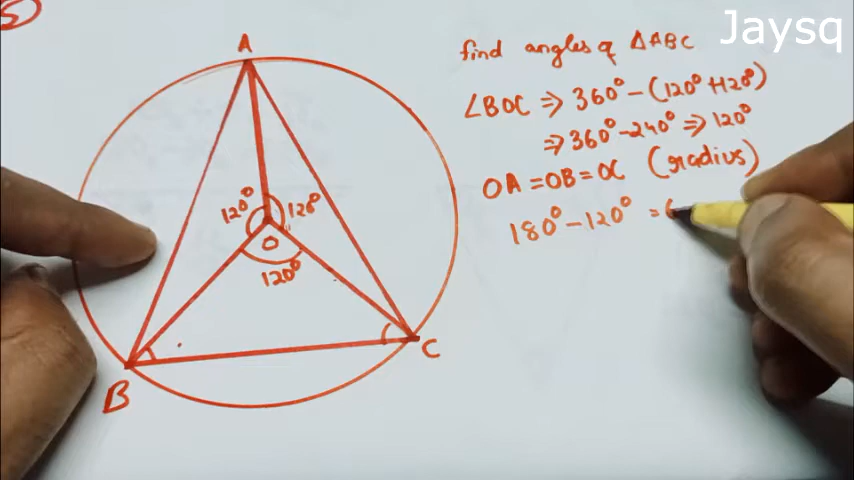 Jaysq
5
find angles of ΔABC
∠BOC ⇒ 360° - (120° + 120°)
⇒ 360° - 240° ⇒ 120°
OA = OB = OC (radius)
180° - 120° =
A
120° 120°
O
120°
B
C